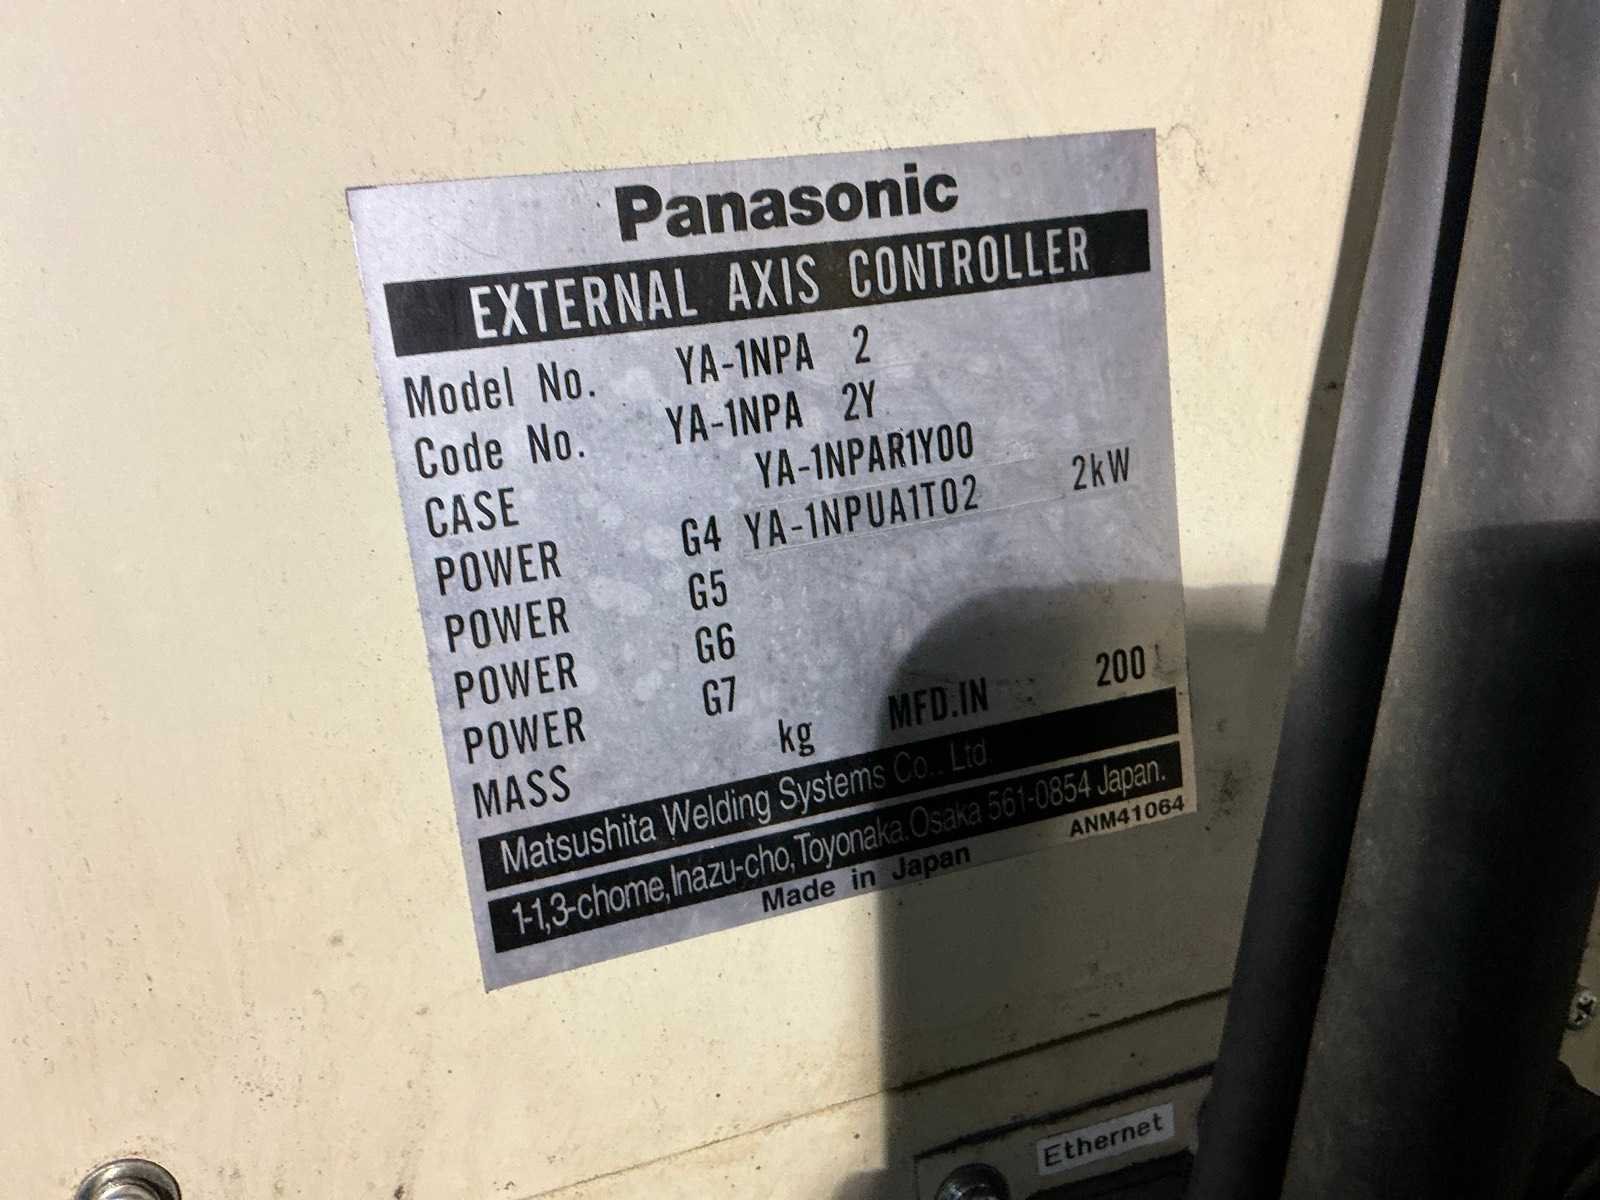 Panasonic
EXTERNAL AXIS CONTROLLER
Model No. YA-1NPA 2
Code No. YA-1NPA 2Y
CASE YA-1NPAR1Y00
POWER G4 YA-1NPUA1T02 2kW
POWER G5
POWER G6
POWER G7
MASS kg MFD.IN 200
Matsushita Welding Systems Co., Ltd.
1-1,3-chome,Inazu-cho,Toyonaka.Osaka 561-0854 Japan.
Made in Japan ANM41064
Ethernet